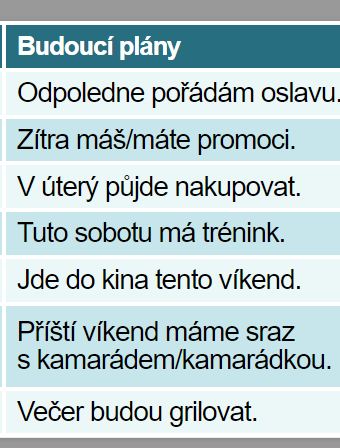 Budoucí plány
Odpoledne pořádám oslavu.
Zítra máš/máte promoci.
V úterý půjde nakupovat.
Tuto sobotu má trénink.
Jde do kina tento víkend.
Příští víkend máme sraz
s kamarádem/kamarádkou.
Večer budou grilovat.